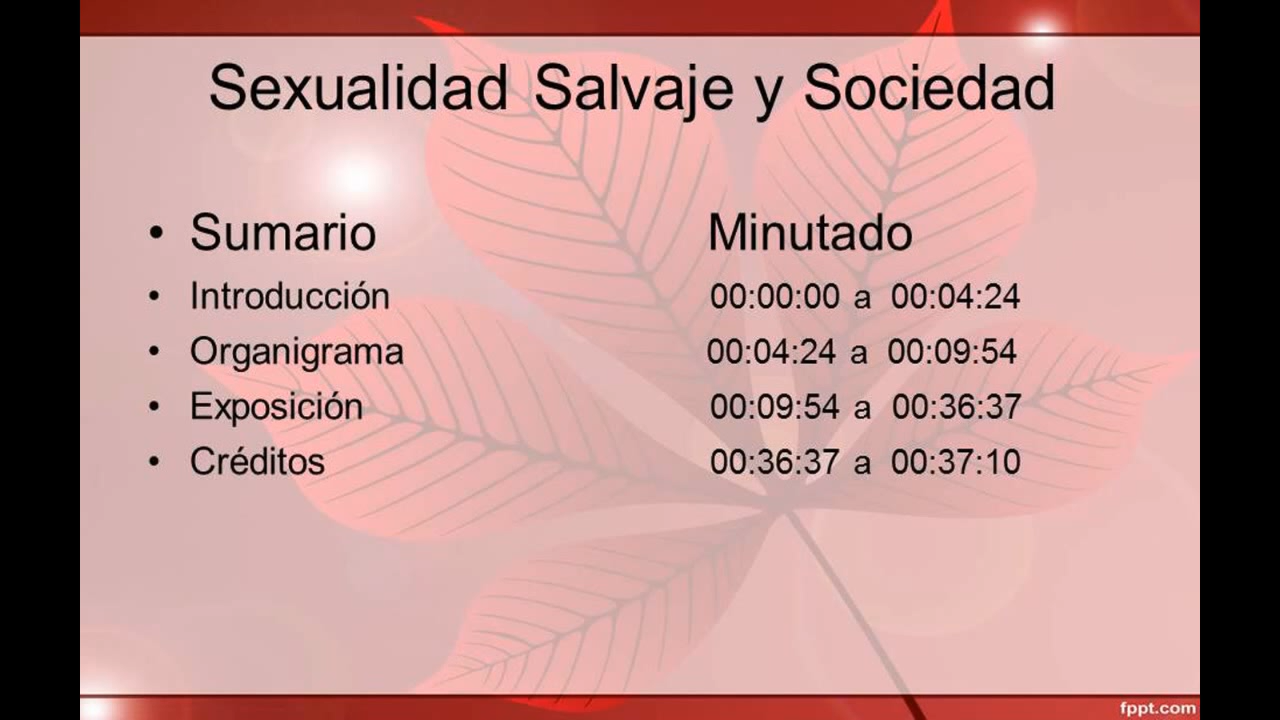 Sexualidad Salvaje y Sociedad
• Sumario Minutado
• Introducción 00:00:00 a 00:04:24
• Organigrama 00:04:24 a 00:09:54
• Exposición 00:09:54 a 00:36:37
• Créditos 00:36:37 a 00:37:10
fppt.com